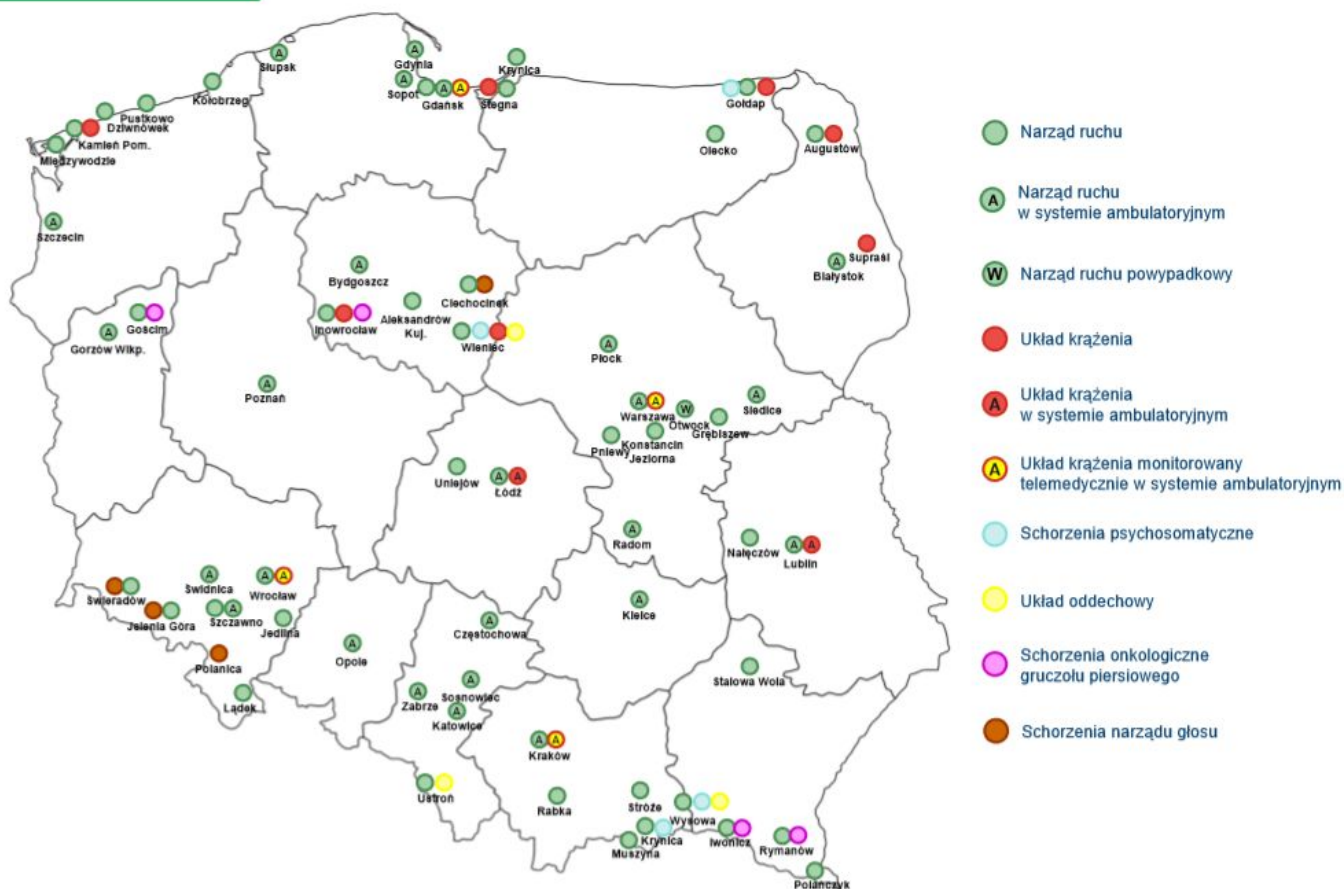 Słupsk
Gdynia
Krynica
Sopot
Gdańsk
Stegna
Gołdap
Kołobrzeg
Pustkowo
Dziwnówek
Kamień Pom.
Międzywodzie
Olecko
Augustów
Szczecin
Supraśl
Białystok
Bydgoszcz
Ciechocinek
Aleksandrów
Kuj.
Inowrocław
Wieniec
Gościm
Gorzów Wlkp.
Płock
Poznań
Warszawa
Otwock
Siedlce
Grębiszew
Konstancin
Jeziorna
Pniewy
Uniejów
Łódź
Radom
Nałęczów
Lublin
Świdnica
Wrocław
Świeradów
Jelenia Góra
Szczawno
Jedlina
Kielce
Częstochowa
Opole
Polanica
Stalowa Wola
Lądek
Zabrze
Sosnowiec
Katowice
Kraków
Ustroń
Rabka
Stróże
Wysowa
Krynica
Muszyna
Iwonicz
Rymanów
Polańczyk
Narząd ruchu
A
Narząd ruchu
w systemie ambulatoryjnym
W
Narząd ruchu powypadkowy
Układ krążenia
A
Układ krążenia
w systemie ambulatoryjnym
A
Układ krążenia monitorowany
telemedycznie w systemie ambulatoryjnym
Schorzenia psychosomatyczne
Układ oddechowy
Schorzenia onkologiczne
gruczołu piersiowego
Schorzenia narządu głosu